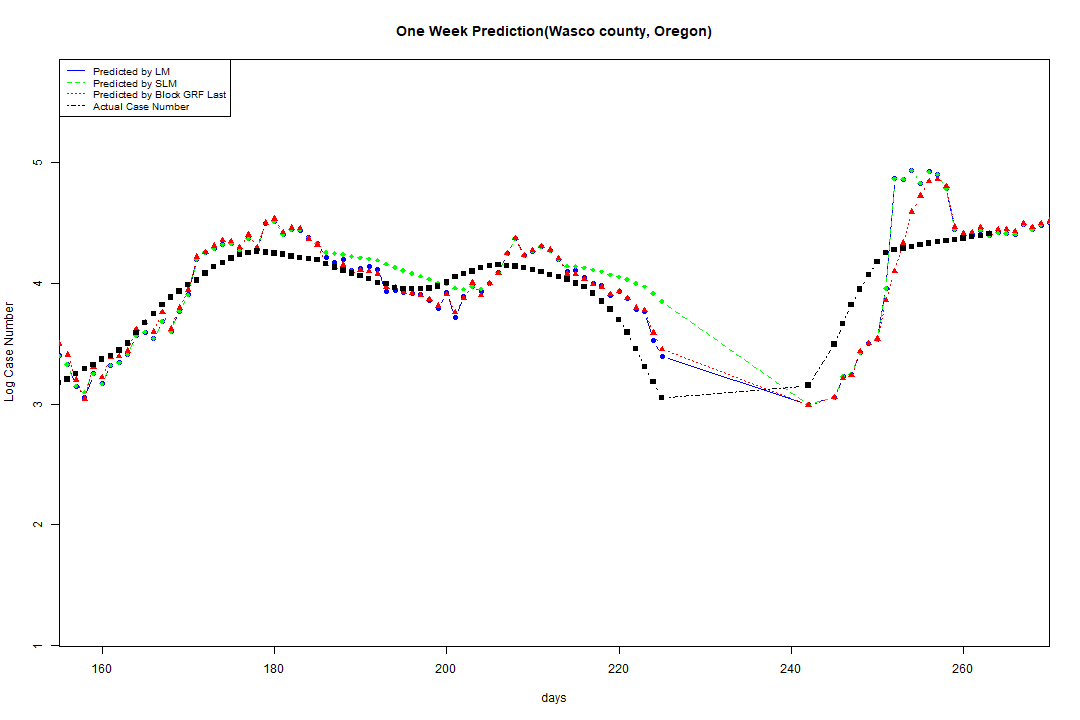 One Week Prediction(Wasco county, Oregon)
Predicted by LM
Predicted by SLM
Predicted by Block GRF Last
Actual Case Number
5
4
3
2
1
Log Case Number
160 180 200 220 240 260
days